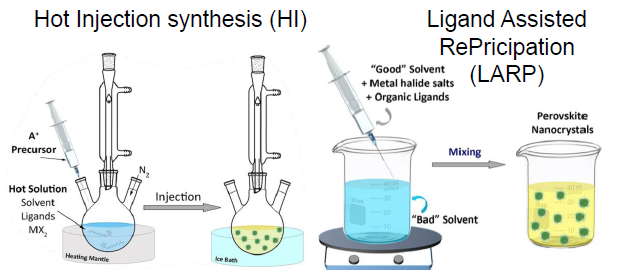 Hot Injection synthesis (HI)
Ligand Assisted
RePricipation
(LARP)
A+
Precursor
N2
Hot Solution
Solvent
Ligands
MX2
Heating Mantle
Injection
Ice Bath
“Good” Solvent
+ Metal halide salts
+ Organic Ligands
“Bad” Solvent
Mixing
Perovskite
Nanocrystals